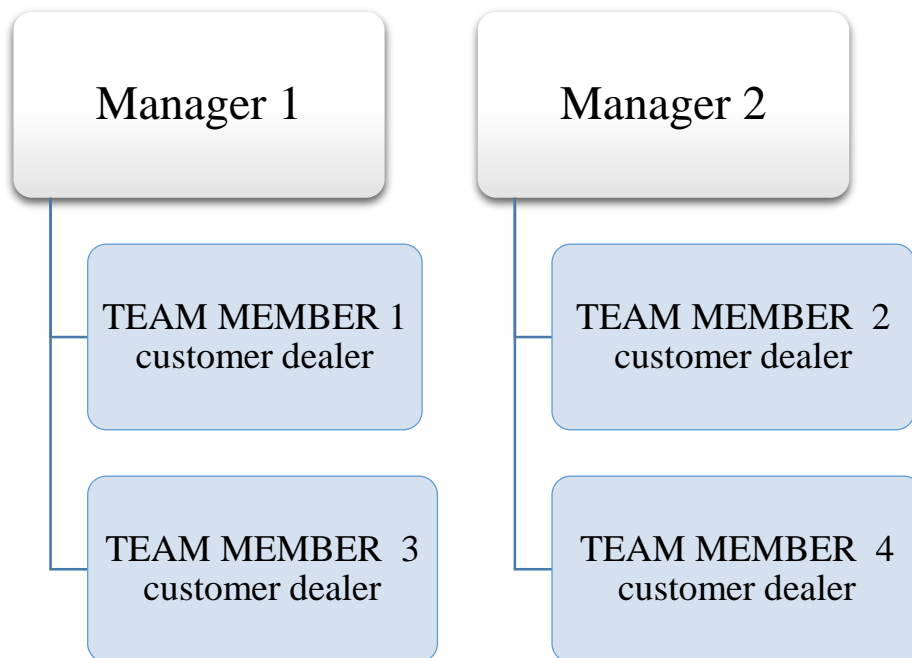 Manager 1
TEAM MEMBER 1
customer dealer
TEAM MEMBER  3
customer dealer
Manager 2
TEAM MEMBER  2
customer dealer
TEAM MEMBER  4
customer dealer